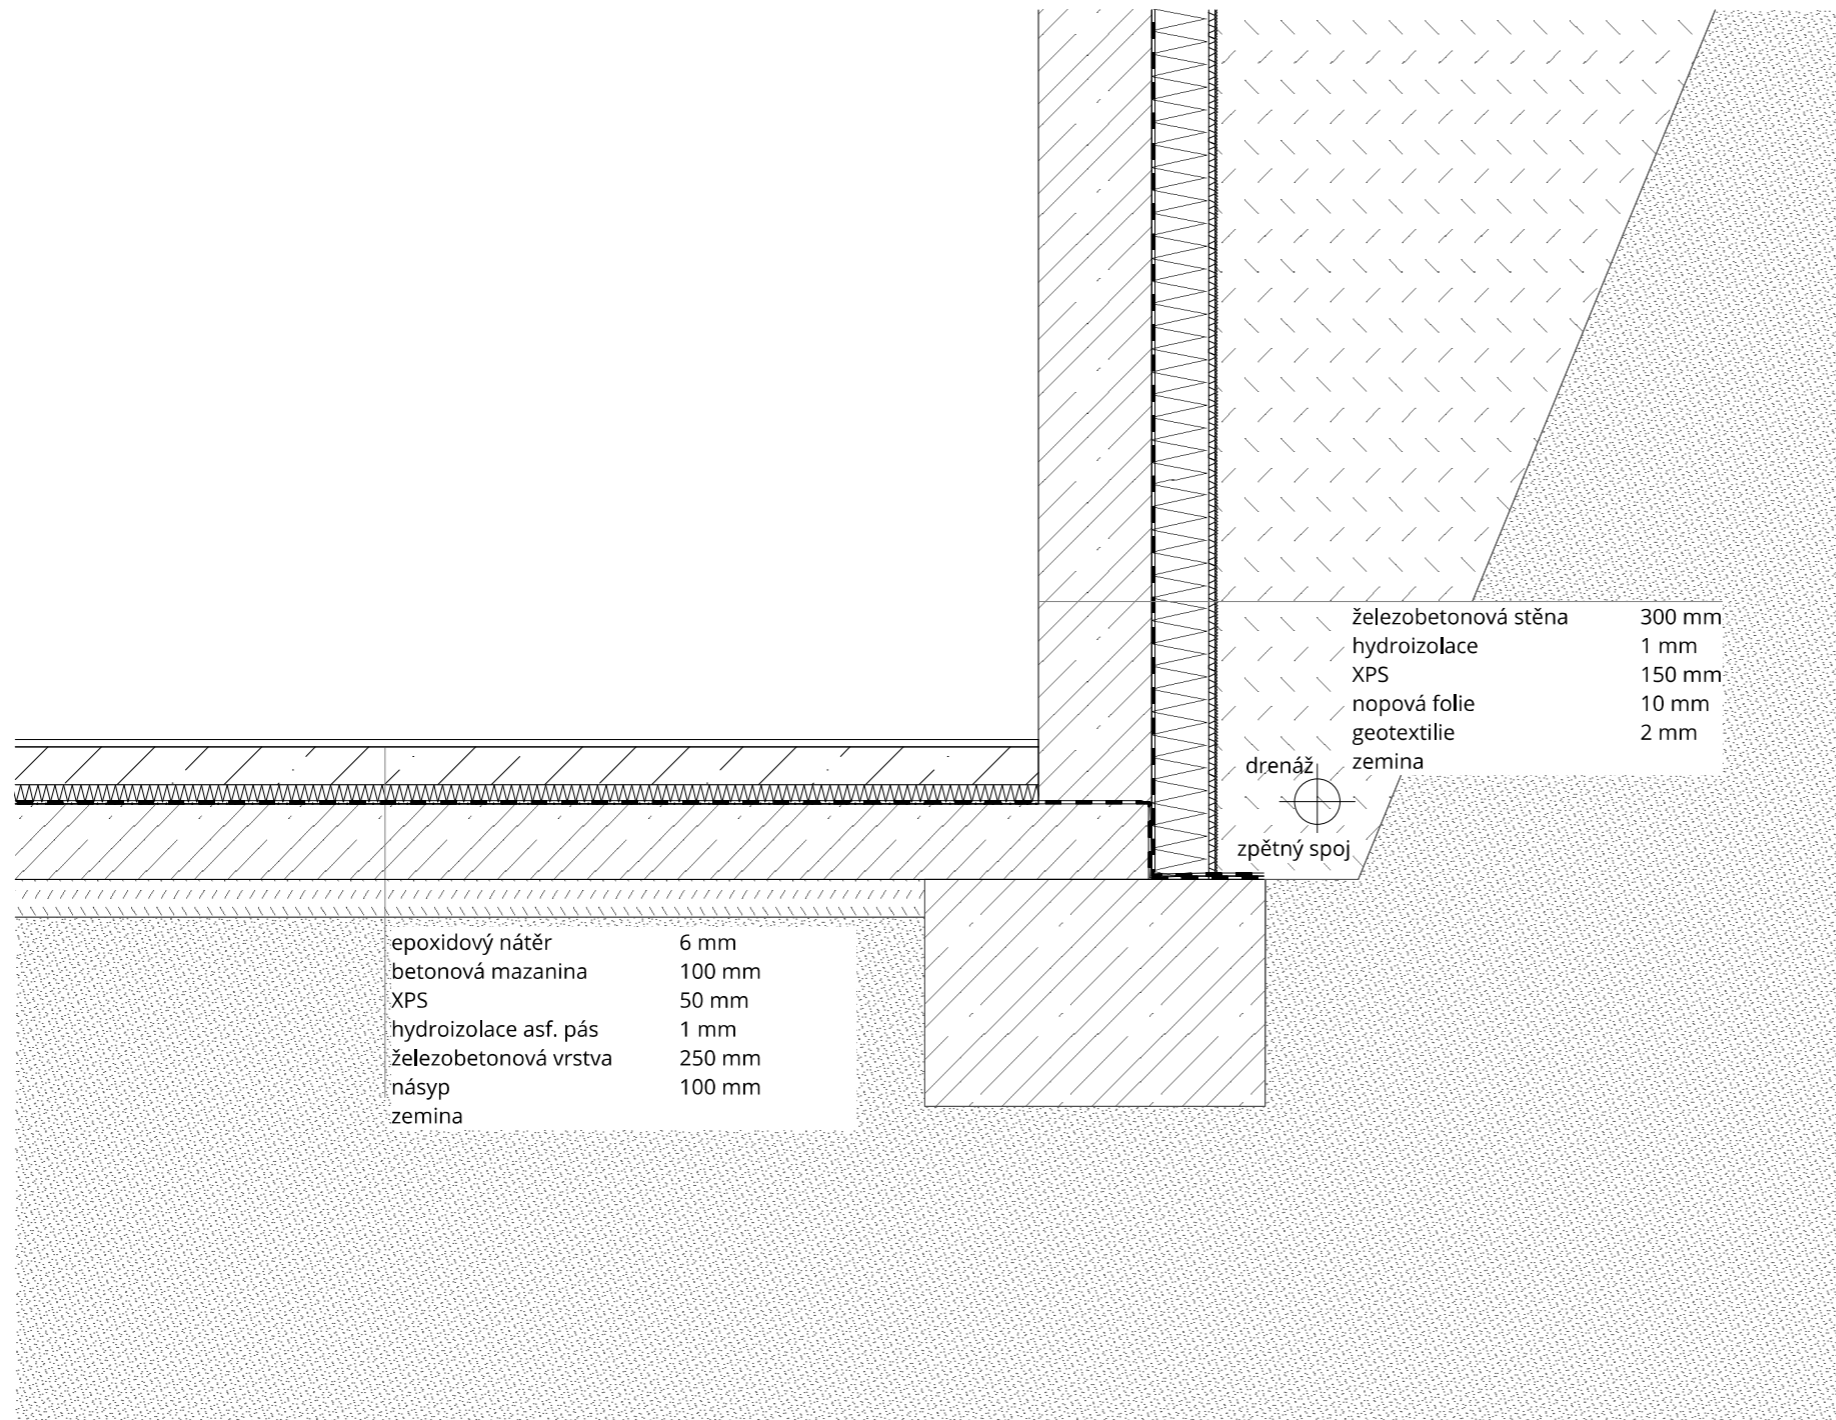 železobetonová stěna 300 mm
hydroizolace 1 mm
XPS 150 mm
nopová folie 10 mm
geotextilie 2 mm
zemina
drenáž
zpětný spoj
epoxidový nátěr 6 mm
betonová mazanina 100 mm
XPS 50 mm
hydroizolace asf. pás 1 mm
železobetonová vrstva 250 mm
násyp 100 mm
zemina